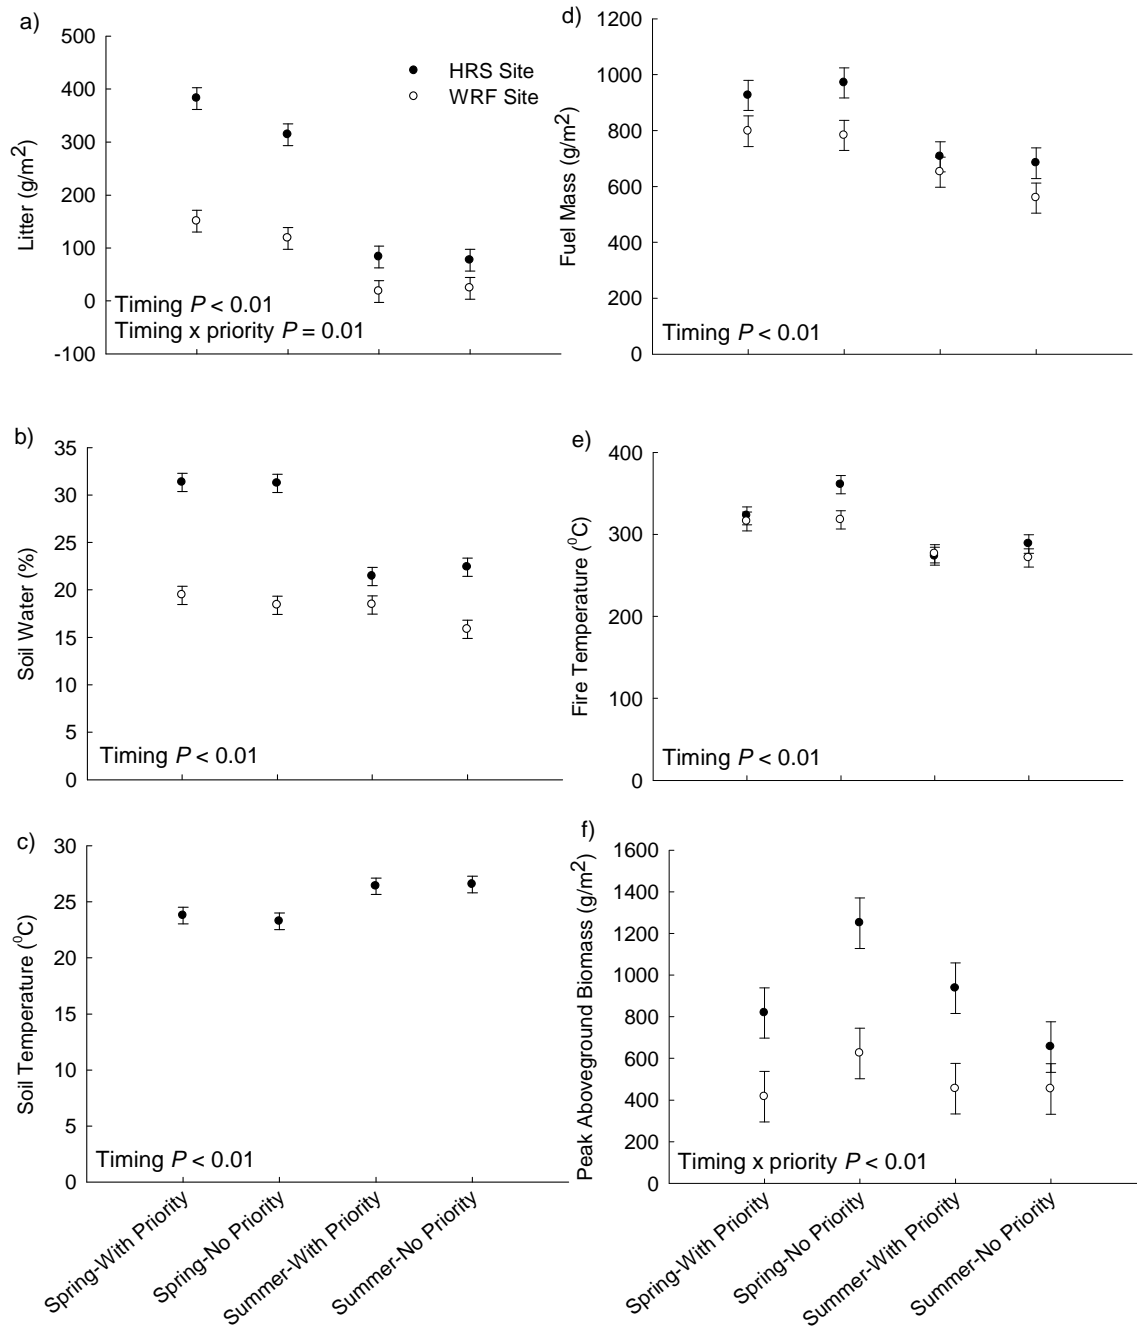 a)
500
400
300
200
100
0
-100
Litter (g/m2)
HRS Site
WRF Site
Timing P < 0.01
Timing x priority P = 0.01
d)
1200
1000
800
600
400
200
0
Fuel Mass (g/m2)
Timing P < 0.01
b)
35
30
25
20
15
10
5
0
Soil Water (%)
Timing P < 0.01
e)
400
300
200
100
0
Fire Temperature (0C)
Timing P < 0.01
c)
30
25
20
15
10
5
0
Soil Temperature (0C)
Timing P < 0.01
Spring-With Priority
Spring-No Priority
Summer-With Priority
Summer-No Priority
f)
1600
1400
1200
1000
800
600
400
200
0
Peak Aboveground Biomass (g/m2)
Timing x priority P < 0.01
Spring-With Priority
Spring-No Priority
Summer-With Priority
Summer-No Priority